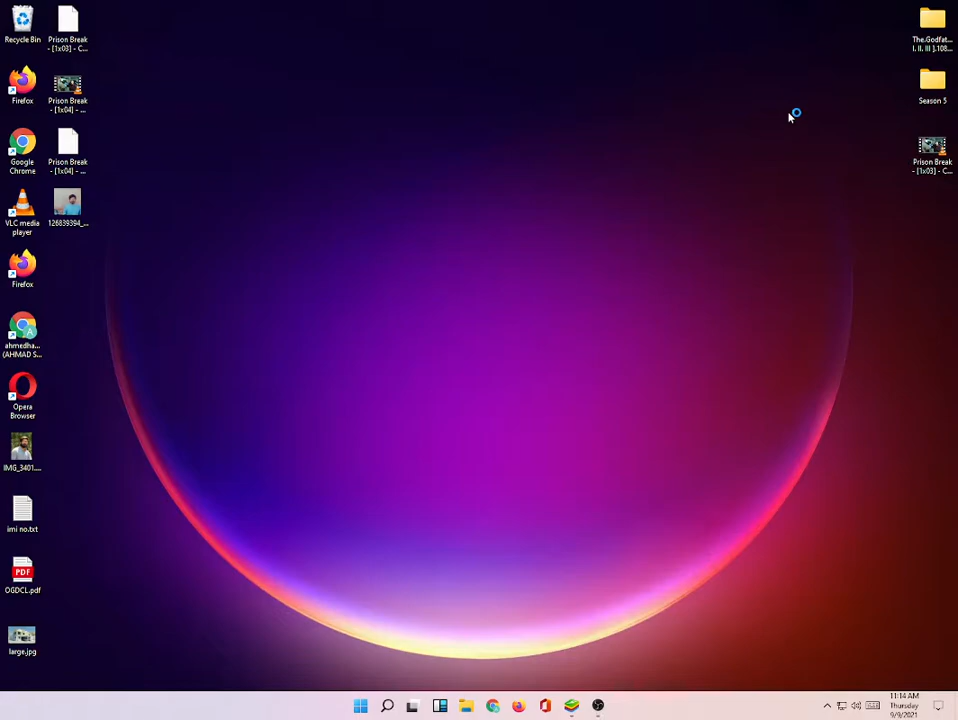 Recycle Bin
Prison Break
- [1x03] - C...
Firefox
Prison Break
- [1x04] - ...
Google
Chrome
Prison Break
- [1x04] - ...
VLC media
player
126839394_...
Firefox
ahmedha...
(AHMAD S...
Opera
Browser
IMG_3401....
imi no.txt
PDF
OGDCL.pdf
large.jpg
The.Godfat...
I. II. III ].108...
Season 5
Prison Break
- [1x03] - C...
11:14 AM
Thursday
9/9/2021